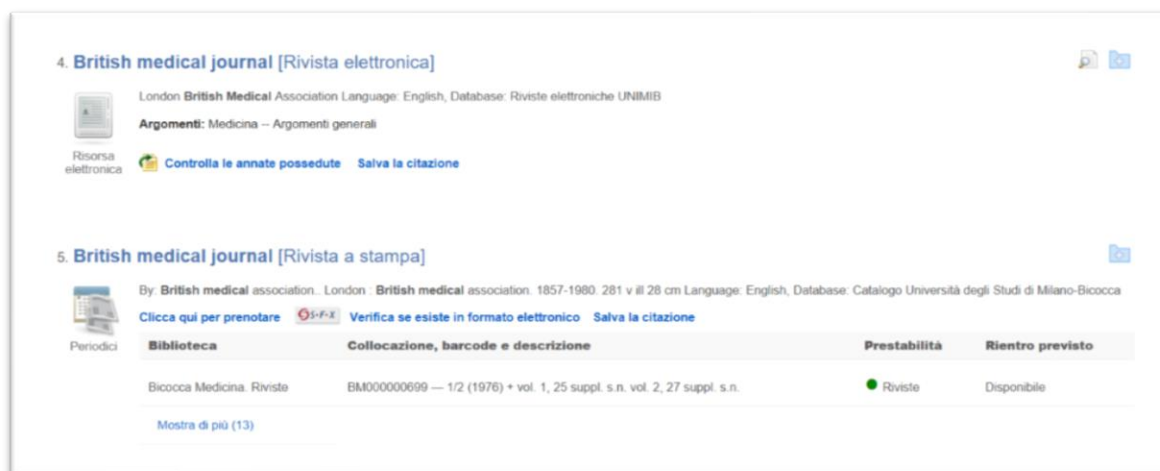 4. British medical journal [Rivista elettronica]
London British Medical Association Language: English, Database: Riviste elettroniche UNIMIB
Argomenti: Medicina -- Argomenti generali
Risorsa elettronica
Controlla le annate possedute Salva la citazione
5. British medical journal [Rivista a stampa]
By: British medical association.. London : British medical association. 1857-1980. 281 v ill 28 cm Language: English, Database: Catalogo Università degli Studi di Milano-Bicocca
Clicca qui per prenotare S·F·X Verifica se esiste in formato elettronico Salva la citazione
Periodici
Biblioteca Collocazione, barcode e descrizione Prestabilità Rientro previsto
Bicocca Medicina. Riviste BM000000699 — 1/2 (1976) + vol. 1, 25 suppl. s.n. vol. 2, 27 suppl. s.n. Riviste Disponibile
Mostra di più (13)